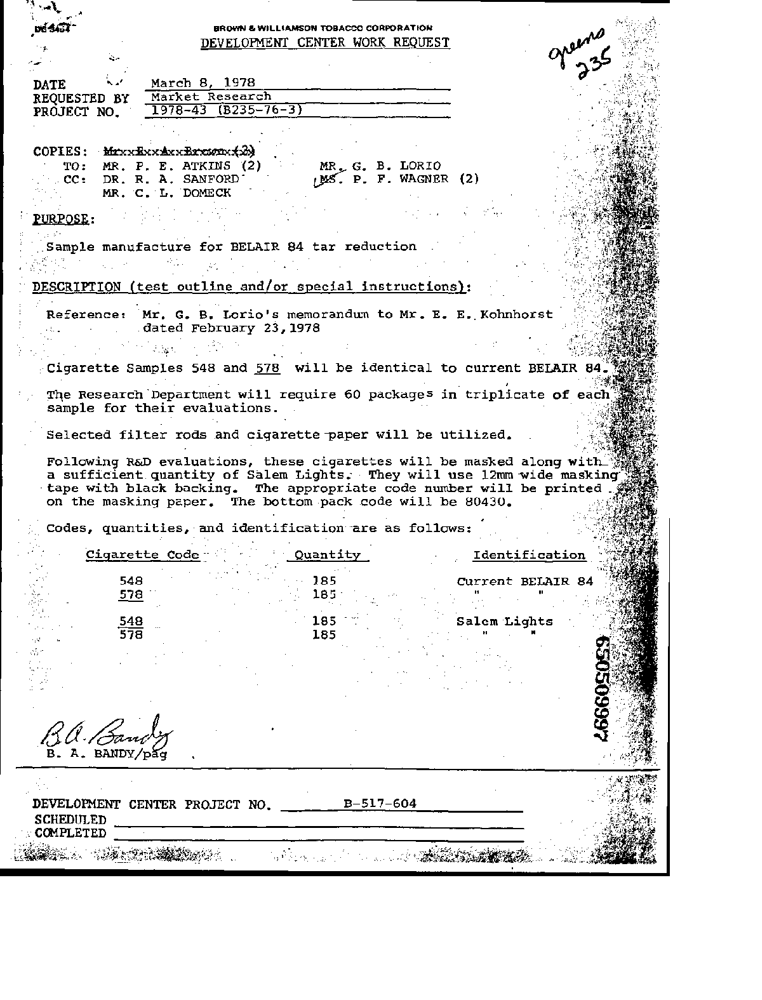 BROWN & WILLIAMSON TOBACCO CORPORATION
DEVELOPMENT CENTER WORK REQUEST
greens
235
DATE March 8, 1978
REQUESTED BY Market Research
PROJECT NO. 1978-43 (B235-76-3)
COPIES:
TO: MR. P. E. ATKINS (2) MR. G. B. LORIO
CC: DR. R. A. SANFORD MS. P. F. WAGNER (2)
MR. C. L. DOMECK
PURPOSE:
Sample manufacture for BELAIR 84 tar reduction
DESCRIPTION (test outline and/or special instructions):
Reference: Mr. G. B. Lorio's memorandum to Mr. E. E. Kohnhorst
dated February 23,1978
Cigarette Samples 548 and 578 will be identical to current BELAIR 84.
The Research Department will require 60 packages in triplicate of each
sample for their evaluations.
Selected filter rods and cigarette paper will be utilized.
Following R&D evaluations, these cigarettes will be masked along with
a sufficient quantity of Salem Lights. They will use 12mm wide masking
tape with black backing. The appropriate code number will be printed
on the masking paper. The bottom pack code will be 80430.
Codes, quantities, and identification are as follows:
Cigarette Code Quantity Identification
548 185 Current BELAIR 84
578 185 " "
548 185 Salem Lights
578 185 " "
650509997
B.A. Bandy
B. A. BANDY/pag
DEVELOPMENT CENTER PROJECT NO. B-517-604
SCHEDULED
COMPLETED